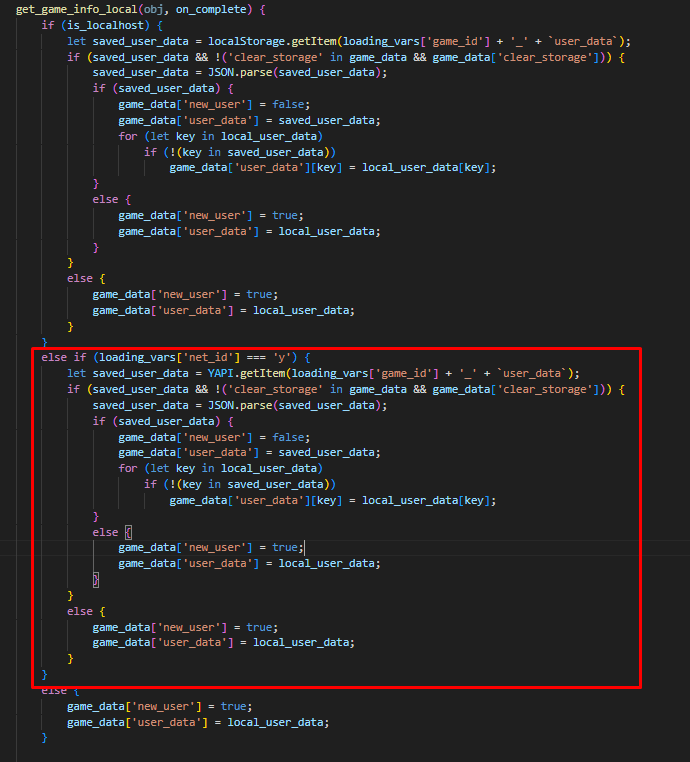 get_game_info_local(obj, on_complete) {
if (is_localhost) {
let saved_user_data = localStorage.getItem(loading_vars['game_id'] + '_' + `user_data`);
if (saved_user_data && !('clear_storage' in game_data && game_data['clear_storage'])) {
saved_user_data = JSON.parse(saved_user_data);
if (saved_user_data) {
game_data['new_user'] = false;
game_data['user_data'] = saved_user_data;
for (let key in local_user_data)
if (!(key in saved_user_data))
game_data['user_data'][key] = local_user_data[key];
}
else {
game_data['new_user'] = true;
game_data['user_data'] = local_user_data;
}
}
else {
game_data['new_user'] = true;
game_data['user_data'] = local_user_data;
}
}
else if (loading_vars['net_id'] === 'y') {
let saved_user_data = YAPI.getItem(loading_vars['game_id'] + '_' + `user_data`);
if (saved_user_data && !('clear_storage' in game_data && game_data['clear_storage'])) {
saved_user_data = JSON.parse(saved_user_data);
if (saved_user_data) {
game_data['new_user'] = false;
game_data['user_data'] = saved_user_data;
for (let key in local_user_data)
if (!(key in saved_user_data))
game_data['user_data'][key] = local_user_data[key];
}
else {
game_data['new_user'] = true;
game_data['user_data'] = local_user_data;
}
}
else {
game_data['new_user'] = true;
game_data['user_data'] = local_user_data;
}
}
else {
game_data['new_user'] = true;
game_data['user_data'] = local_user_data;
}